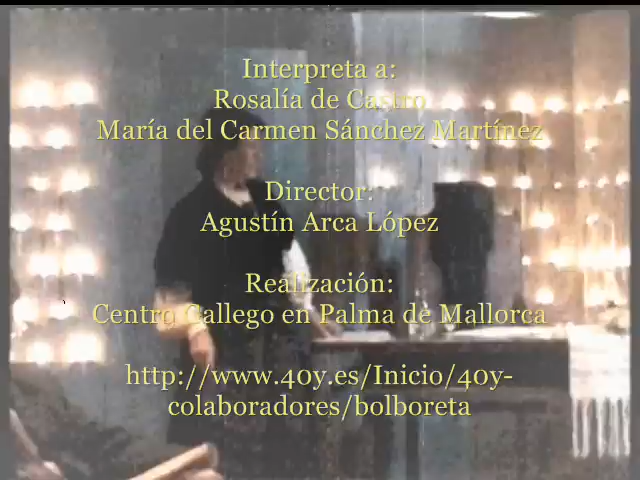 Interpreta a:
Rosalía de Castro
María del Carmen Sánchez Martínez
Director:
Agustín Arca López
Realización:
Centro Gallego en Palma de Mallorca
http://www.40y.es/Inicio/40y-
colaboradores/bolboreta